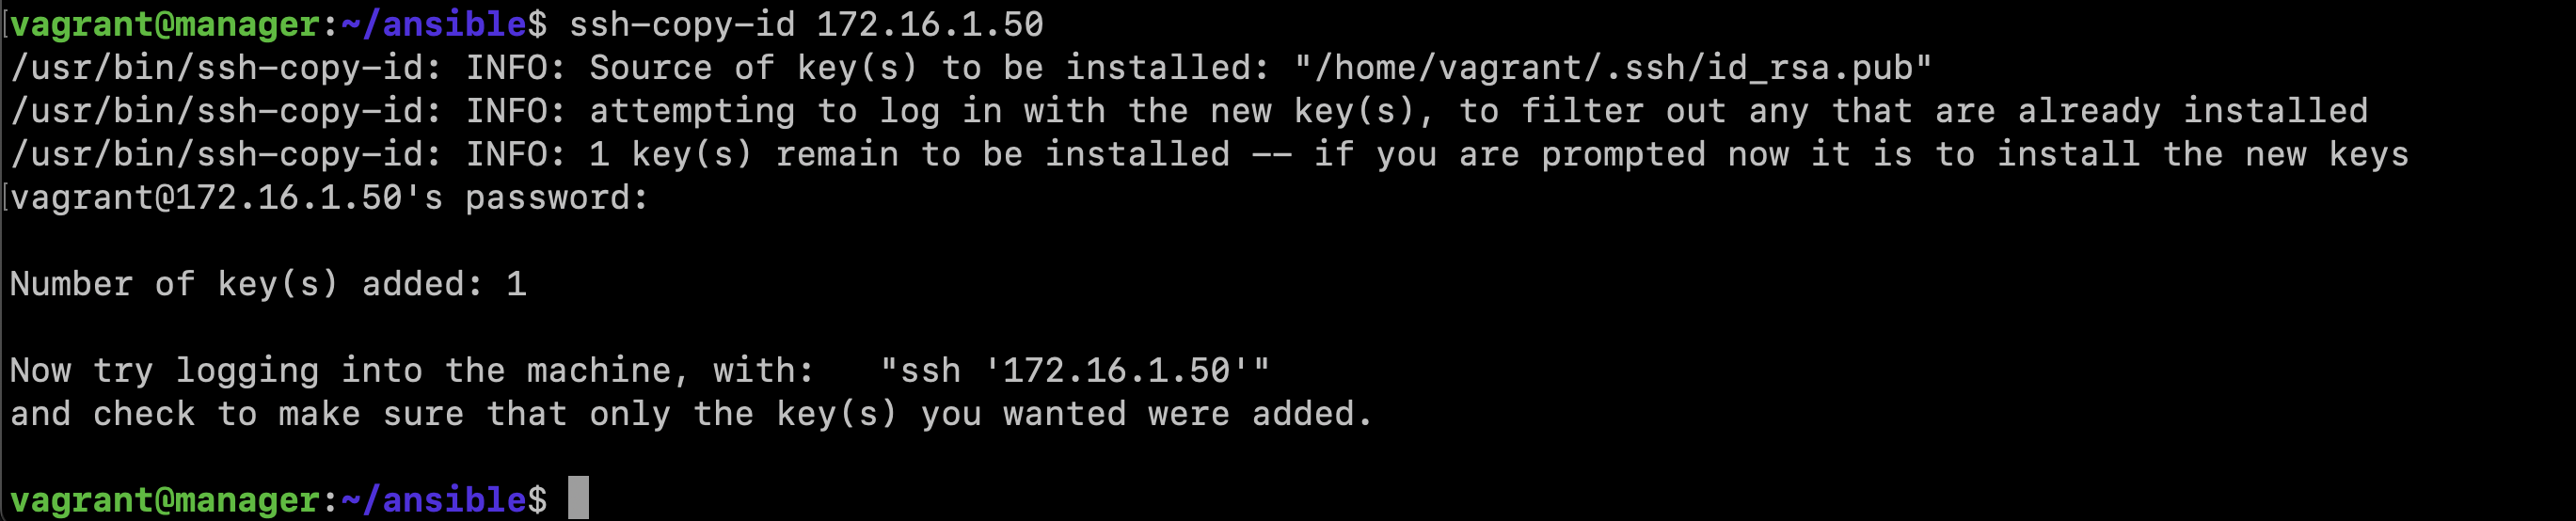 vagrant@manager:~/ansible$ ssh-copy-id 172.16.1.50
/usr/bin/ssh-copy-id: INFO: Source of key(s) to be installed: "/home/vagrant/.ssh/id_rsa.pub"
/usr/bin/ssh-copy-id: INFO: attempting to log in with the new key(s), to filter out any that are already installed
/usr/bin/ssh-copy-id: INFO: 1 key(s) remain to be installed -- if you are prompted now it is to install the new keys
vagrant@172.16.1.50's password:
Number of key(s) added: 1
Now try logging into the machine, with:   "ssh '172.16.1.50'"
and check to make sure that only the key(s) you wanted were added.
vagrant@manager:~/ansible$